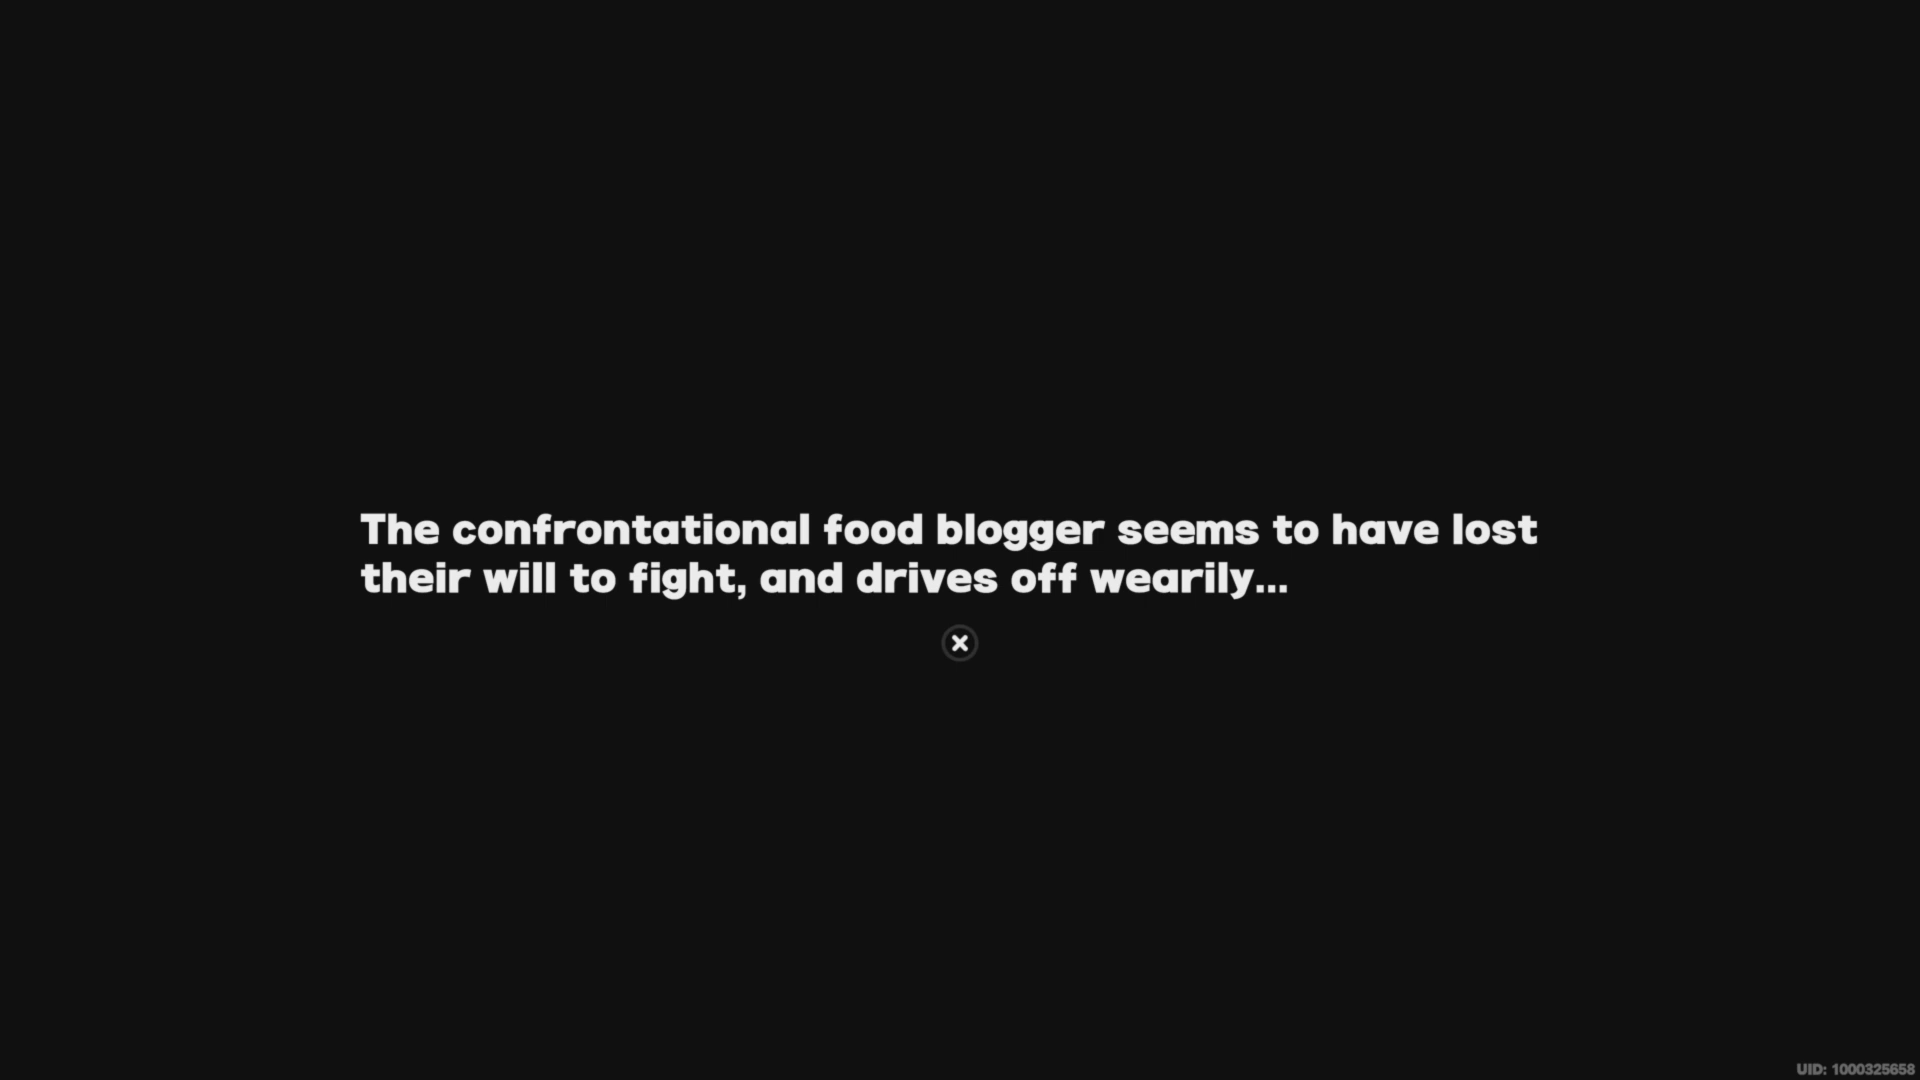 The confrontational food blogger seems to have lost
their will to fight, and drives off wearily...
UID: 1000325658